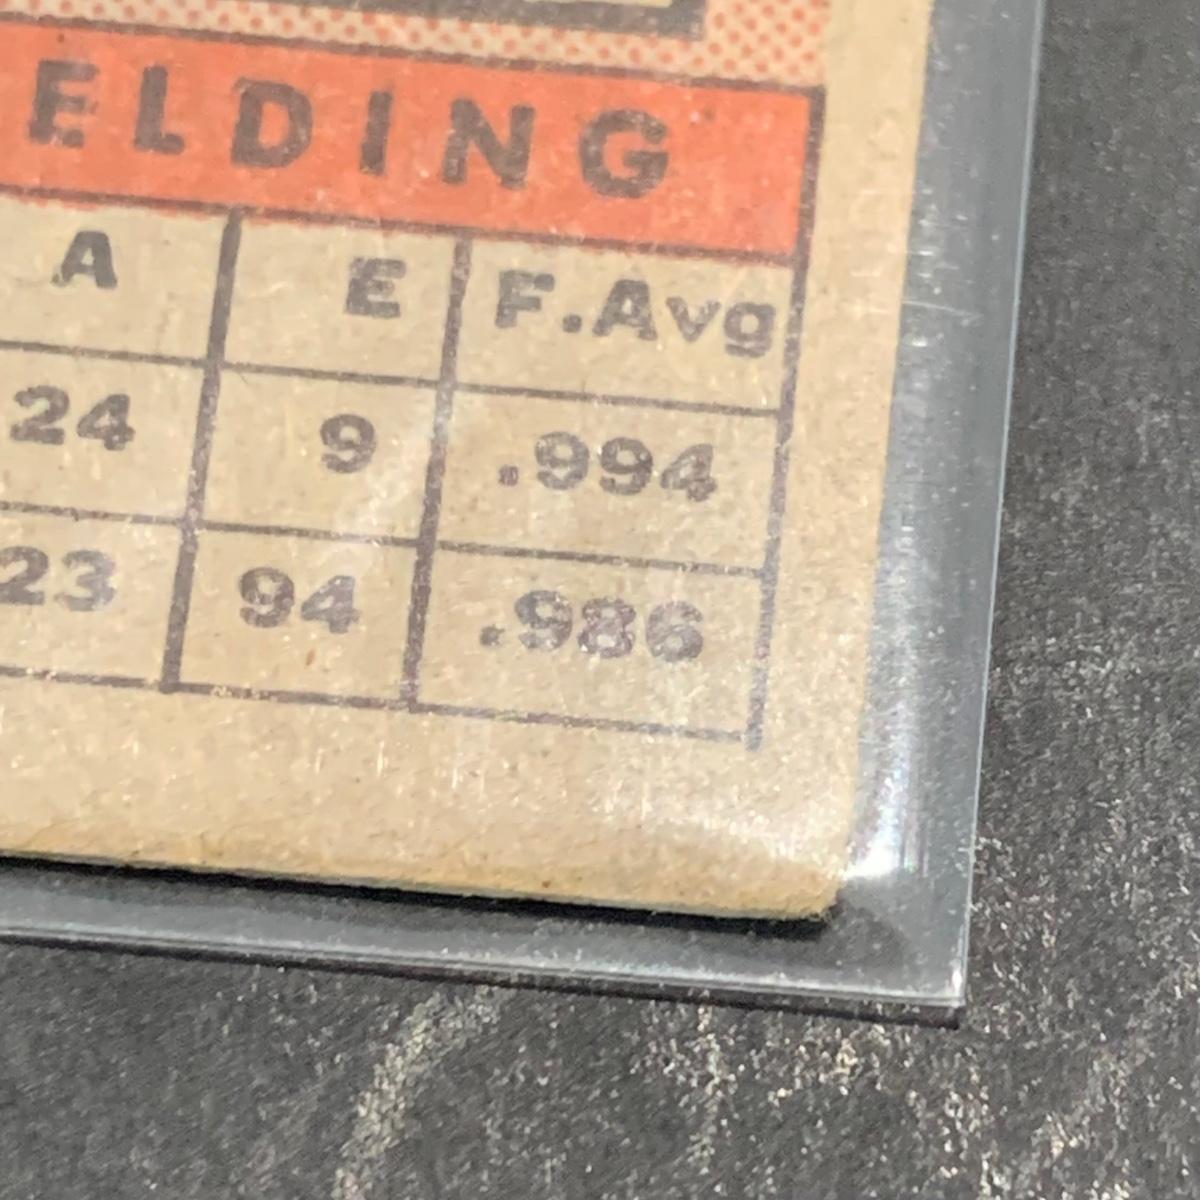 ELDING
A E F.Avg
24 9 .994
23 94 .986